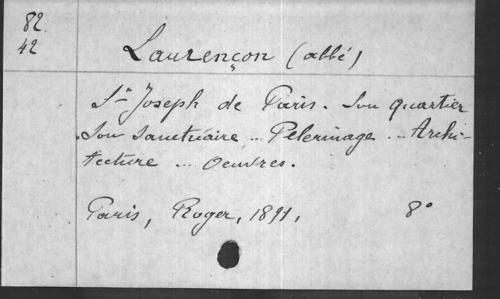 82
42
Laurençon (abbé)
St Joseph de Paris. Son quartier
Son sanctuaire - Pelerinage - Archi-
tecture - Oeuvres.
Paris, Roger, 1891, 8°